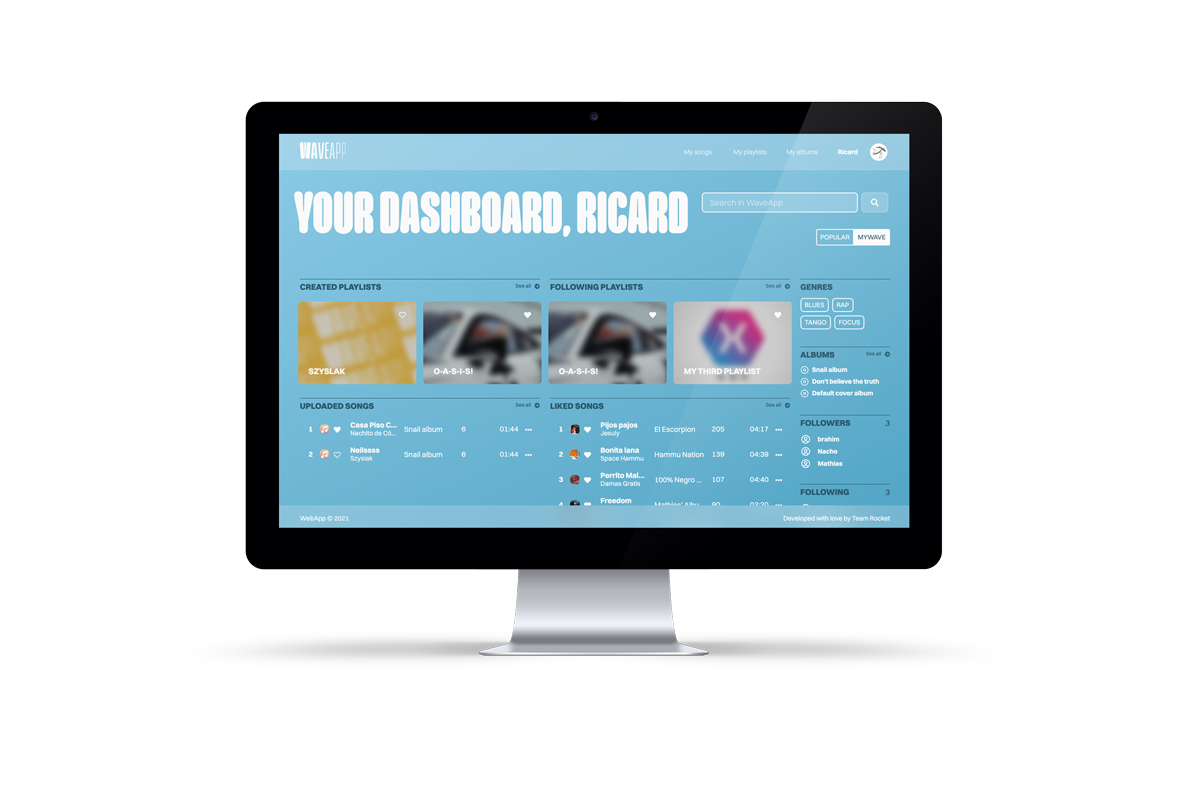 WAVEAPP
My songs My playlists My albums Ricard
YOUR DASHBOARD, RICARD
Search in WaveApp
POPULAR MYWAVE
CREATED PLAYLISTS See all
SZYSLAK
O-A-S-I-S!
FOLLOWING PLAYLISTS See all
O-A-S-I-S!
MY THIRD PLAYLIST
UPLOADED SONGS See all
1 Casa Piso C... Snail album 6 01:44 •••
Nachito de Có...
2 Neilsass Snail album 6 01:44 •••
Szyslak
LIKED SONGS See all
1 Pijos pajos El Escorpion 205 04:17 •••
Jesuly
2 Bonita lana Hammu Nation 139 04:39 •••
Space Hammu
3 Perrito Mal... 100% Negro ... 107 04:40 •••
Damas Gratis
4 Freedom Mathias' Albu... 90 02:20 •••
GENRES
BLUES RAP
TANGO FOCUS
ALBUMS See all
Snail album
Don't believe the truth
Default cover album
FOLLOWERS 3
brahim
Nacho
Mathias
FOLLOWING 3
WebApp © 2021
Developed with love by Team Rocket